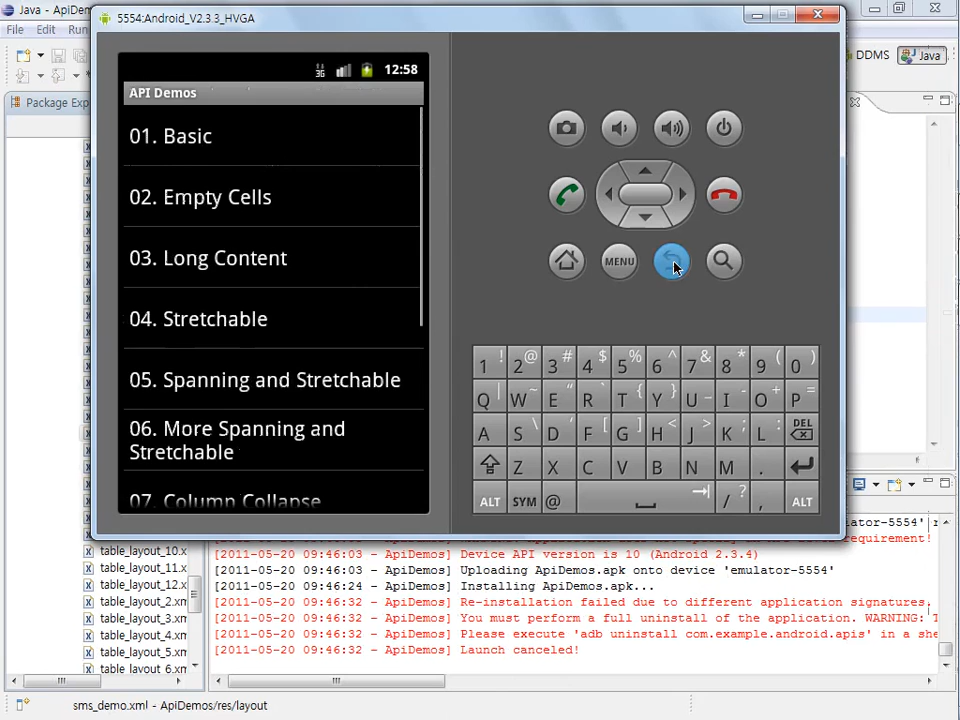 Java - ApiDem
5554:Android_V2.3.3_HVGA
File Edit Run
DDMS Java
Package Exp
3G 12:58
API Demos
01. Basic
02. Empty Cells
03. Long Content
04. Stretchable
05. Spanning and Stretchable
06. More Spanning and
Stretchable
07. Column Collapse
MENU
1 ! 2 @ 3 # 4 $ 5 % 6 ^ 7 & 8 * 9 ( 0 )
Q | W ~ E " R ` T { Y } U _ I - O + P =
A S \ D ' F [ G ] H < J > K ; L : DEL
Z X C V B N M .
ALT SYM @ / ? , ALT
table_layout_10.x
table_layout_11.x
table_layout_12.x
table_layout_2.xm
table_layout_3.xm
table_layout_4.xm
table_layout_5.xm
table_layout_6.xm
requirement!
[2011-05-20 09:46:03 - ApiDemos] Device API version is 10 (Android 2.3.4)
[2011-05-20 09:46:03 - ApiDemos] Uploading ApiDemos.apk onto device 'emulator-5554'
[2011-05-20 09:46:24 - ApiDemos] Installing ApiDemos.apk...
[2011-05-20 09:46:32 - ApiDemos] Re-installation failed due to different application signatures.
[2011-05-20 09:46:32 - ApiDemos] You must perform a full uninstall of the application. WARNING:
[2011-05-20 09:46:32 - ApiDemos] Please execute 'adb uninstall com.example.android.apis' in a she
[2011-05-20 09:46:32 - ApiDemos] Launch canceled!
sms_demo.xml - ApiDemos/res/layout